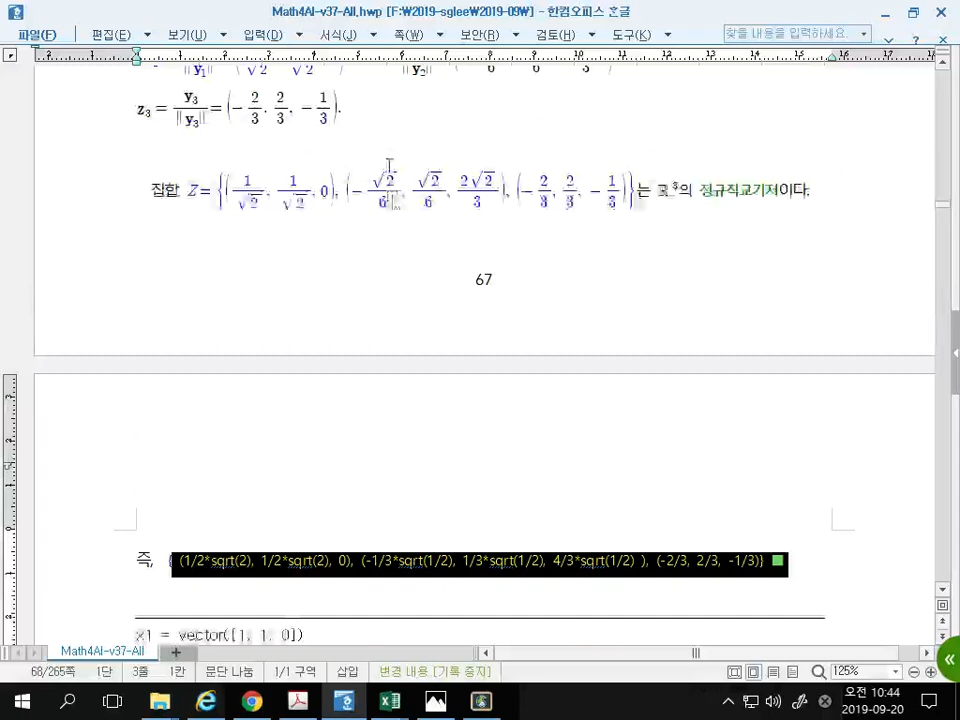 Math4AI-v37-All.hwp [F:\2019-sglee\2019-09\] - 한컴오피스 한글
파일(F) 편집(E) 보기(U) 입력(D) 서식(J) 쪽(W) 보안(R) 검토(H) 도구(K) 찾을 내용을 입력하세요.
z₃ = y₃ / ||y₃|| = (− 2/3, 2/3, − 1/3).
집합 Z = {(1/√2, 1/√2, 0), (− √2/6, √2/6, 2√2/3), (− 2/3, 2/3, − 1/3)}는 ℝ³의 정규직교기저이다.
67
즉, { (1/2*sqrt(2), 1/2*sqrt(2), 0), (-1/3*sqrt(1/2), 1/3*sqrt(1/2), 4/3*sqrt(1/2) ), (-2/3, 2/3, -1/3)} ■
x1 = vector([1, 1, 0])
Math4AI-v37-All
68/265쪽 1단 3줄 1칸 문단 나눔 1/1 구역 삽입 변경 내용 [기록 중지] 125%
오전 10:44
2019-09-20